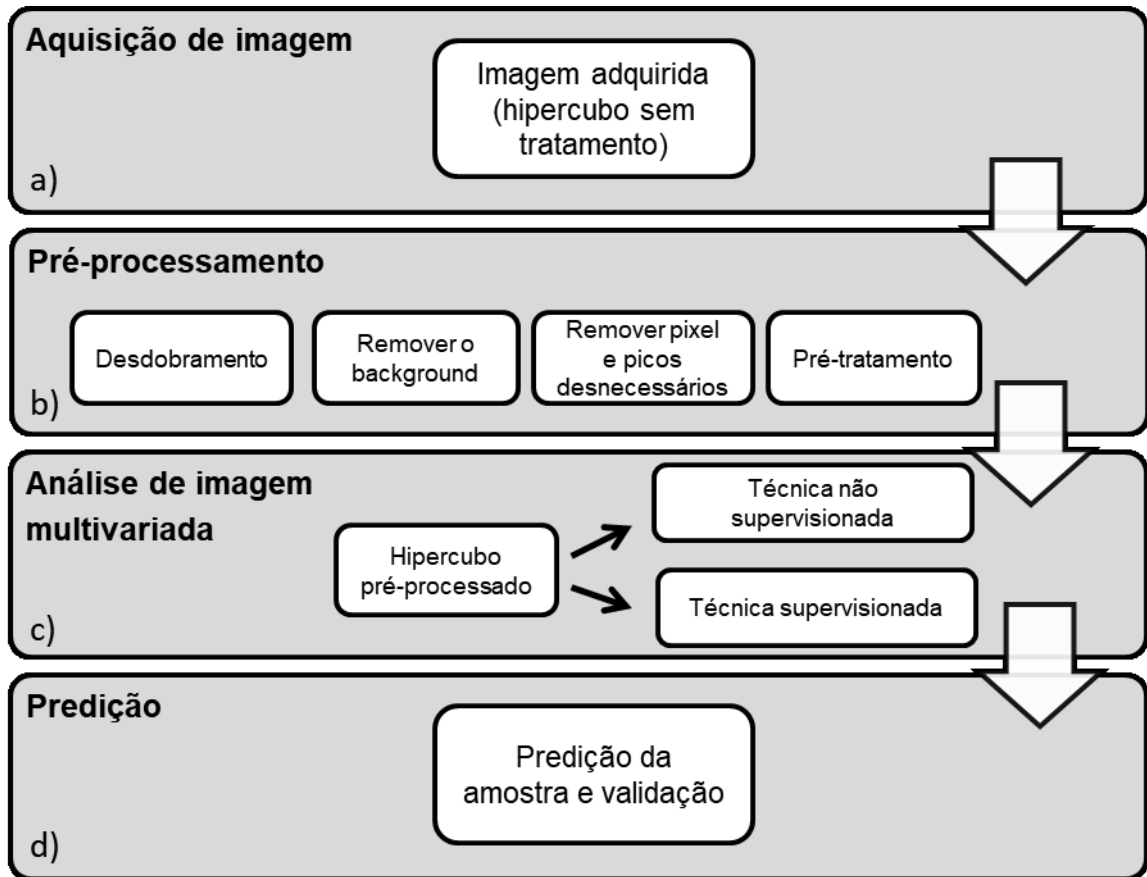 Aquisição de imagem
Imagem adquirida
(hipercubo sem
tratamento)
a)
Pré-processamento
Desdobramento
Remover o
background
Remover pixel
e picos
desnecessários
Pré-tratamento
b)
Análise de imagem
multivariada
Hipercubo
pré-processado
Técnica não
supervisionada
Técnica supervisionada
c)
Predição
Predição da
amostra e validação
d)